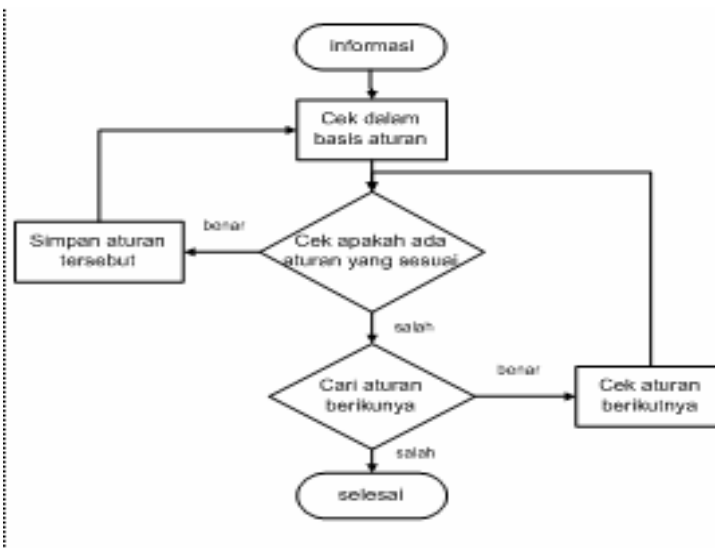 Informasi
Cek dalam
basis aturan
benar
Simpan aturan
tersebut
Cek apakah ada
aturan yang sesuai
salah
Cari aturan
berikunya
benar
Cek aturan
berikutnya
salah
selesai